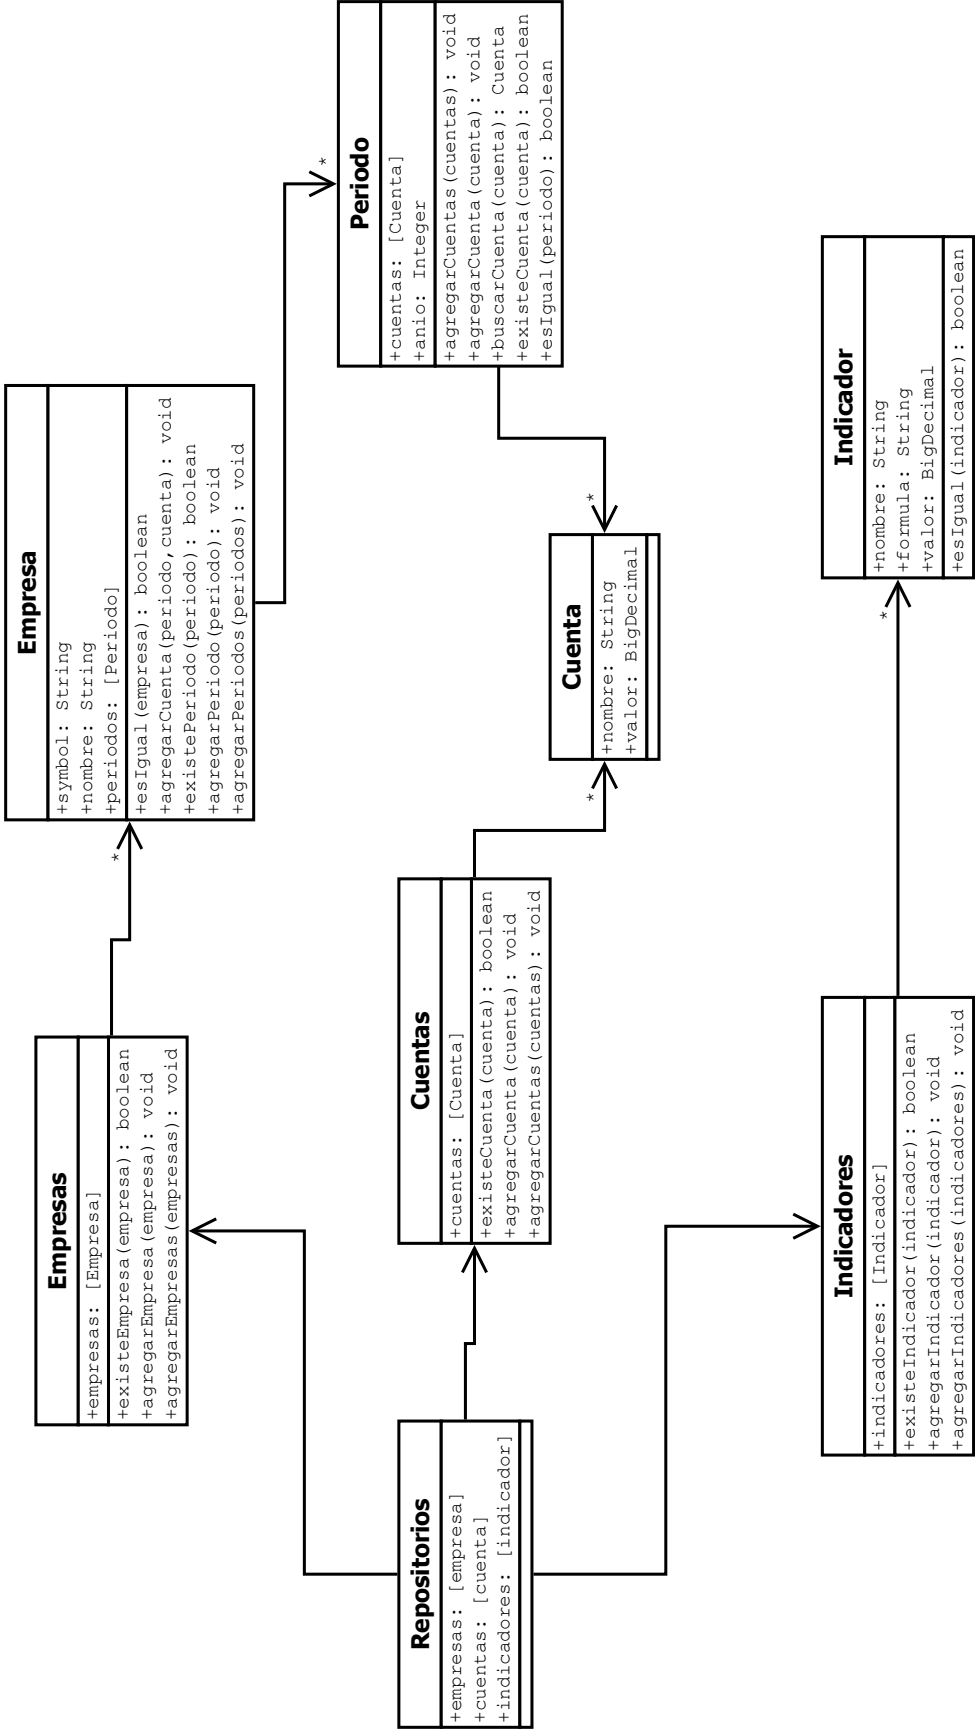 Repositorios
+empresas: [empresa]
+cuentas: [cuenta]
+indicadores: [indicador]
Empresas
+empresas: [Empresa]
+existeEmpresa(empresa): boolean
+agregarEmpresa(empresa): void
+agregarEmpresas(empresas): void
*
Empresa
+symbol: String
+nombre: String
+periodos: [Periodo]
+esIgual(empresa): boolean
+agregarCuenta(periodo,cuenta): void
+existePeriodo(periodo): boolean
+agregarPeriodo(periodo): void
+agregarPeriodos(periodos): void
*
Periodo
+cuentas: [Cuenta]
+anio: Integer
+agregarCuentas(cuentas): void
+agregarCuenta(cuenta): void
+buscarCuenta(cuenta): Cuenta
+existeCuenta(cuenta): boolean
+esIgual(periodo): boolean
Cuentas
+cuentas: [Cuenta]
+existeCuenta(cuenta): boolean
+agregarCuenta(cuenta): void
+agregarCuentas(cuentas): void
*
*
Cuenta
+nombre: String
+valor: BigDecimal
Indicadores
+indicadores: [Indicador]
+existeIndicador(indicador): boolean
+agregarIndicador(indicador): void
+agregarIndicadores(indicadores): void
*
Indicador
+nombre: String
+formula: String
+valor: BigDecimal
+esIgual(indicador): boolean